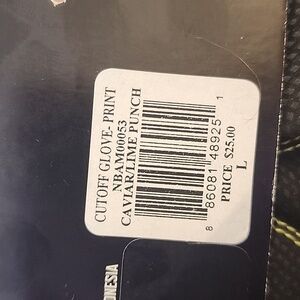 CUTOFF GLOVE- PRINT
NBAM00053
CAVIAR/LIME PUNCH
8 86081 48925 1
PRICE $25.00
L